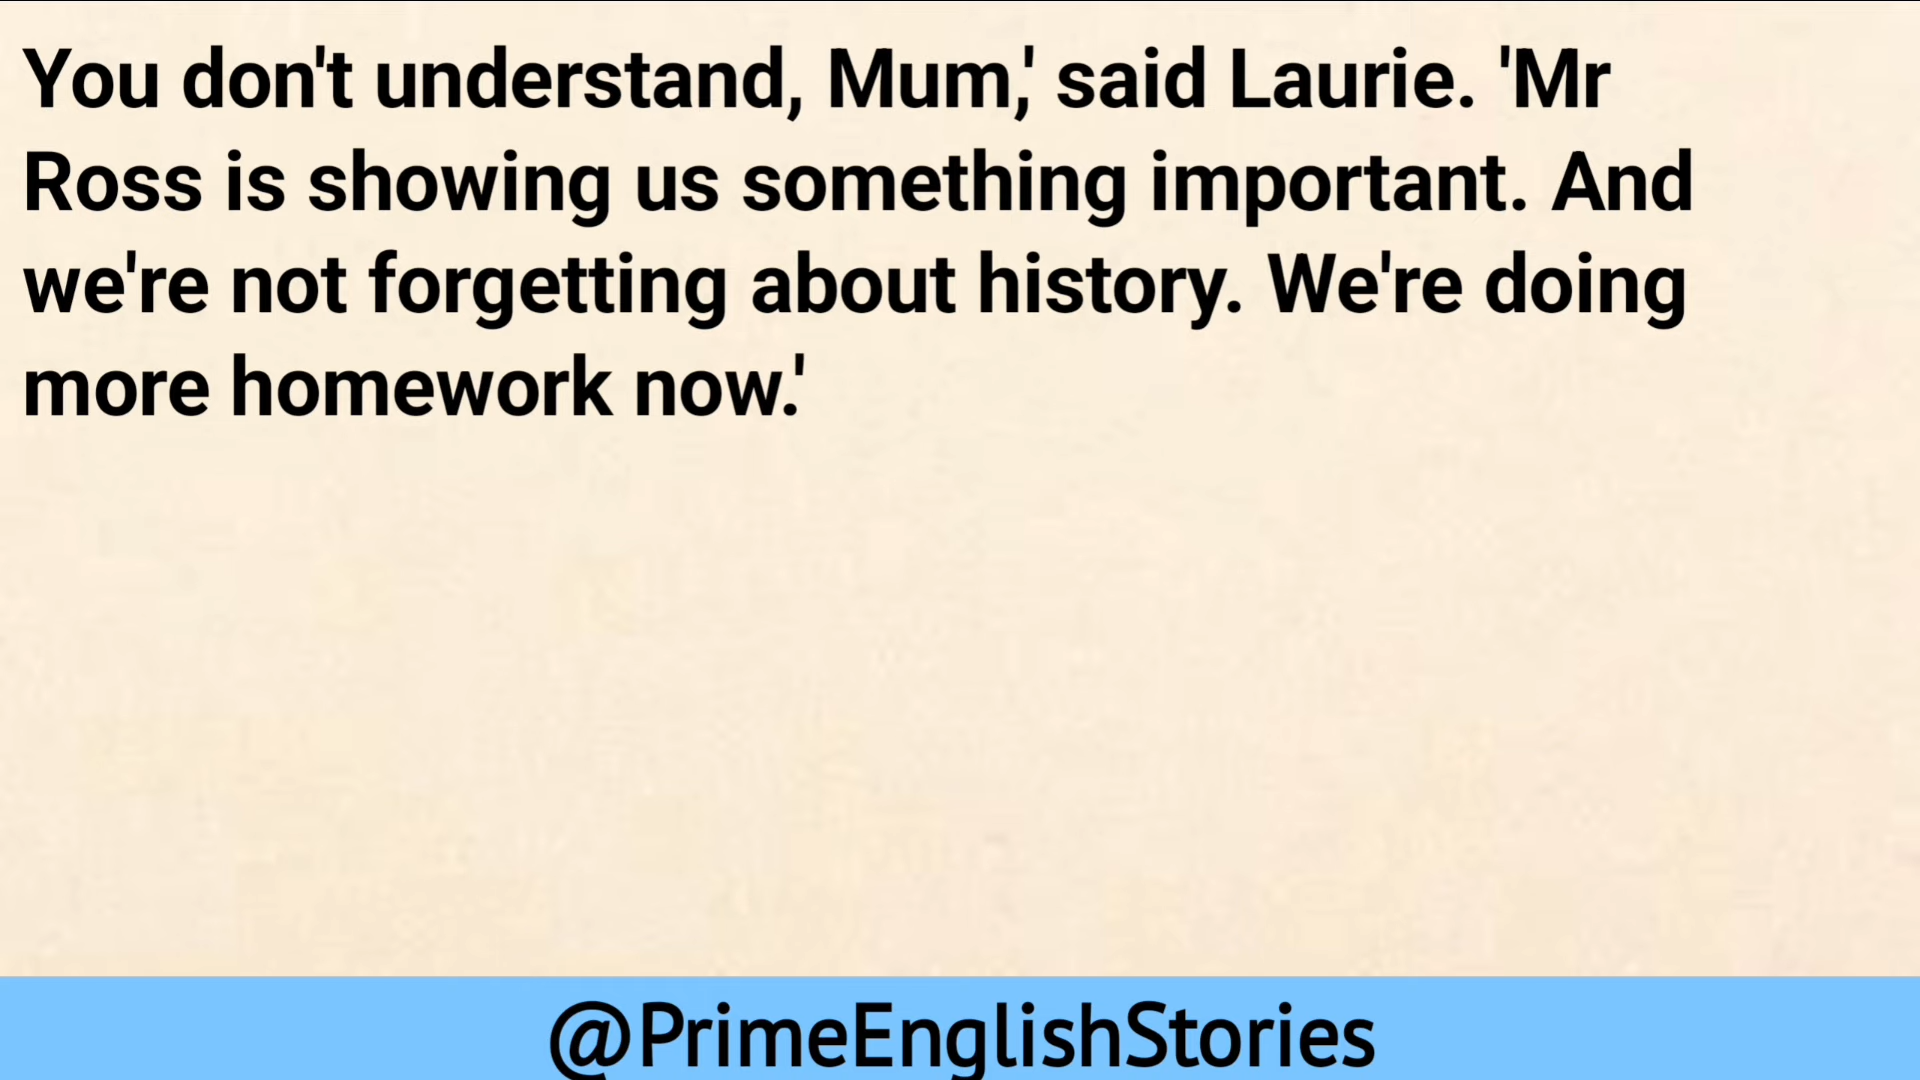 You don't understand, Mum,' said Laurie. 'Mr
Ross is showing us something important. And
we're not forgetting about history. We're doing
more homework now.'
@PrimeEnglishStories